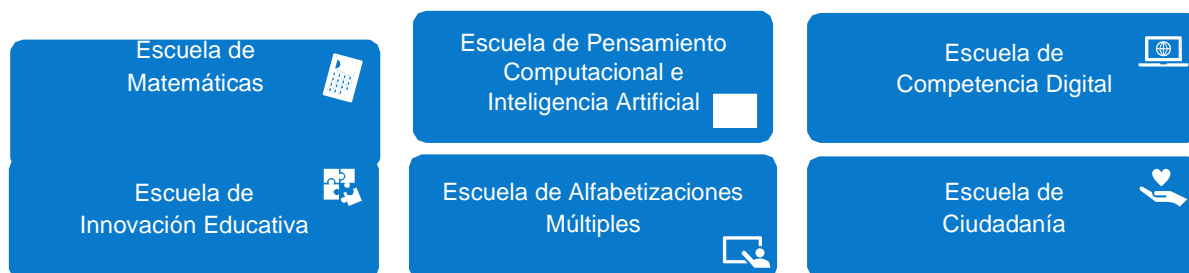 Escuela de
Matemáticas
Escuela de Pensamiento
Computacional e
Inteligencia Artificial
Escuela de
Competencia Digital
Escuela de
Innovación Educativa
Escuela de Alfabetizaciones
Múltiples
Escuela de
Ciudadanía